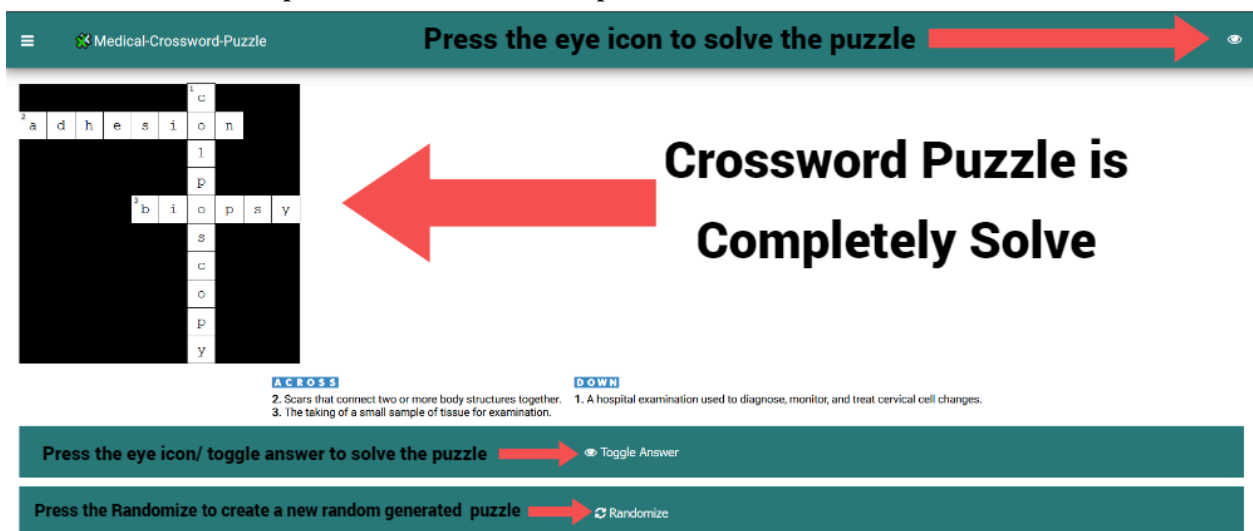 Medical-Crossword-Puzzle Press the eye icon to solve the puzzle
1
c
2 a d h e s i o n
l
p
3 b i o p s y
s
c
o
p
y
Crossword Puzzle is
Completely Solve
ACROSS
2. Scars that connect two or more body structures together.
3. The taking of a small sample of tissue for examination.
DOWN
1. A hospital examination used to diagnose, monitor, and treat cervical cell changes.
Press the eye icon/ toggle answer to solve the puzzle Toggle Answer
Press the Randomize to create a new random generated puzzle Randomize